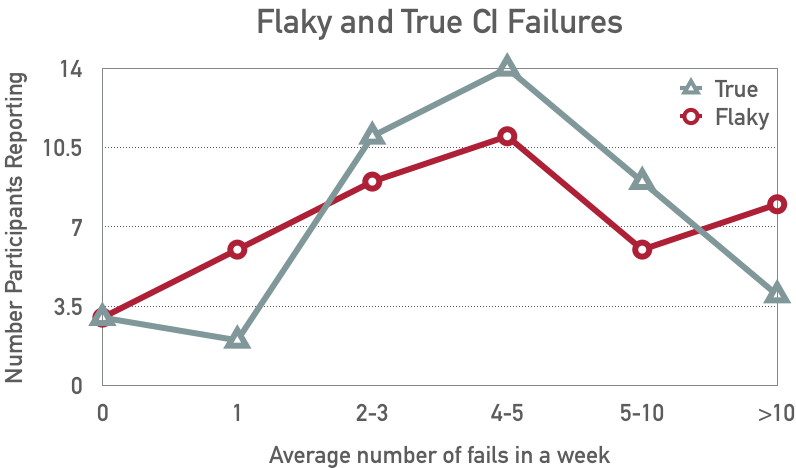 Flaky and True CI Failures
Number Participants Reporting
14
10.5
7
3.5
0
True
Flaky
0 1 2-3 4-5 5-10 >10
Average number of fails in a week